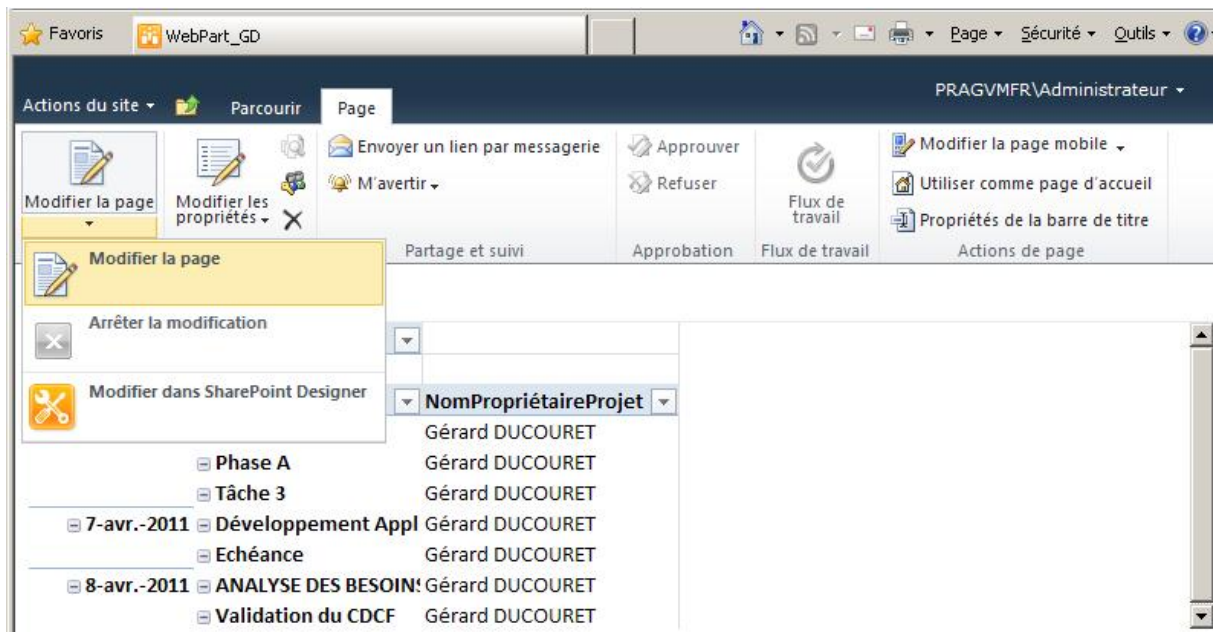 Favoris WebPart_GD Page Sécurité Outils
PRAGVMFR\Administrateur
Actions du site Parcourir Page
Modifier la page
Modifier les
propriétés
Envoyer un lien par messagerie
M'avertir
Partage et suivi
Approuver
Refuser
Approbation
Flux de
travail
Flux de travail
Modifier la page mobile
Utiliser comme page d'accueil
Propriétés de la barre de titre
Actions de page
Modifier la page
Arrêter la modification
Modifier dans SharePoint Designer
NomPropriétaireProjet
Gérard DUCOURET
Phase A Gérard DUCOURET
Tâche 3 Gérard DUCOURET
7-avr.-2011 Développement Appl Gérard DUCOURET
Echéance Gérard DUCOURET
8-avr.-2011 ANALYSE DES BESOINS Gérard DUCOURET
Validation du CDCF Gérard DUCOURET